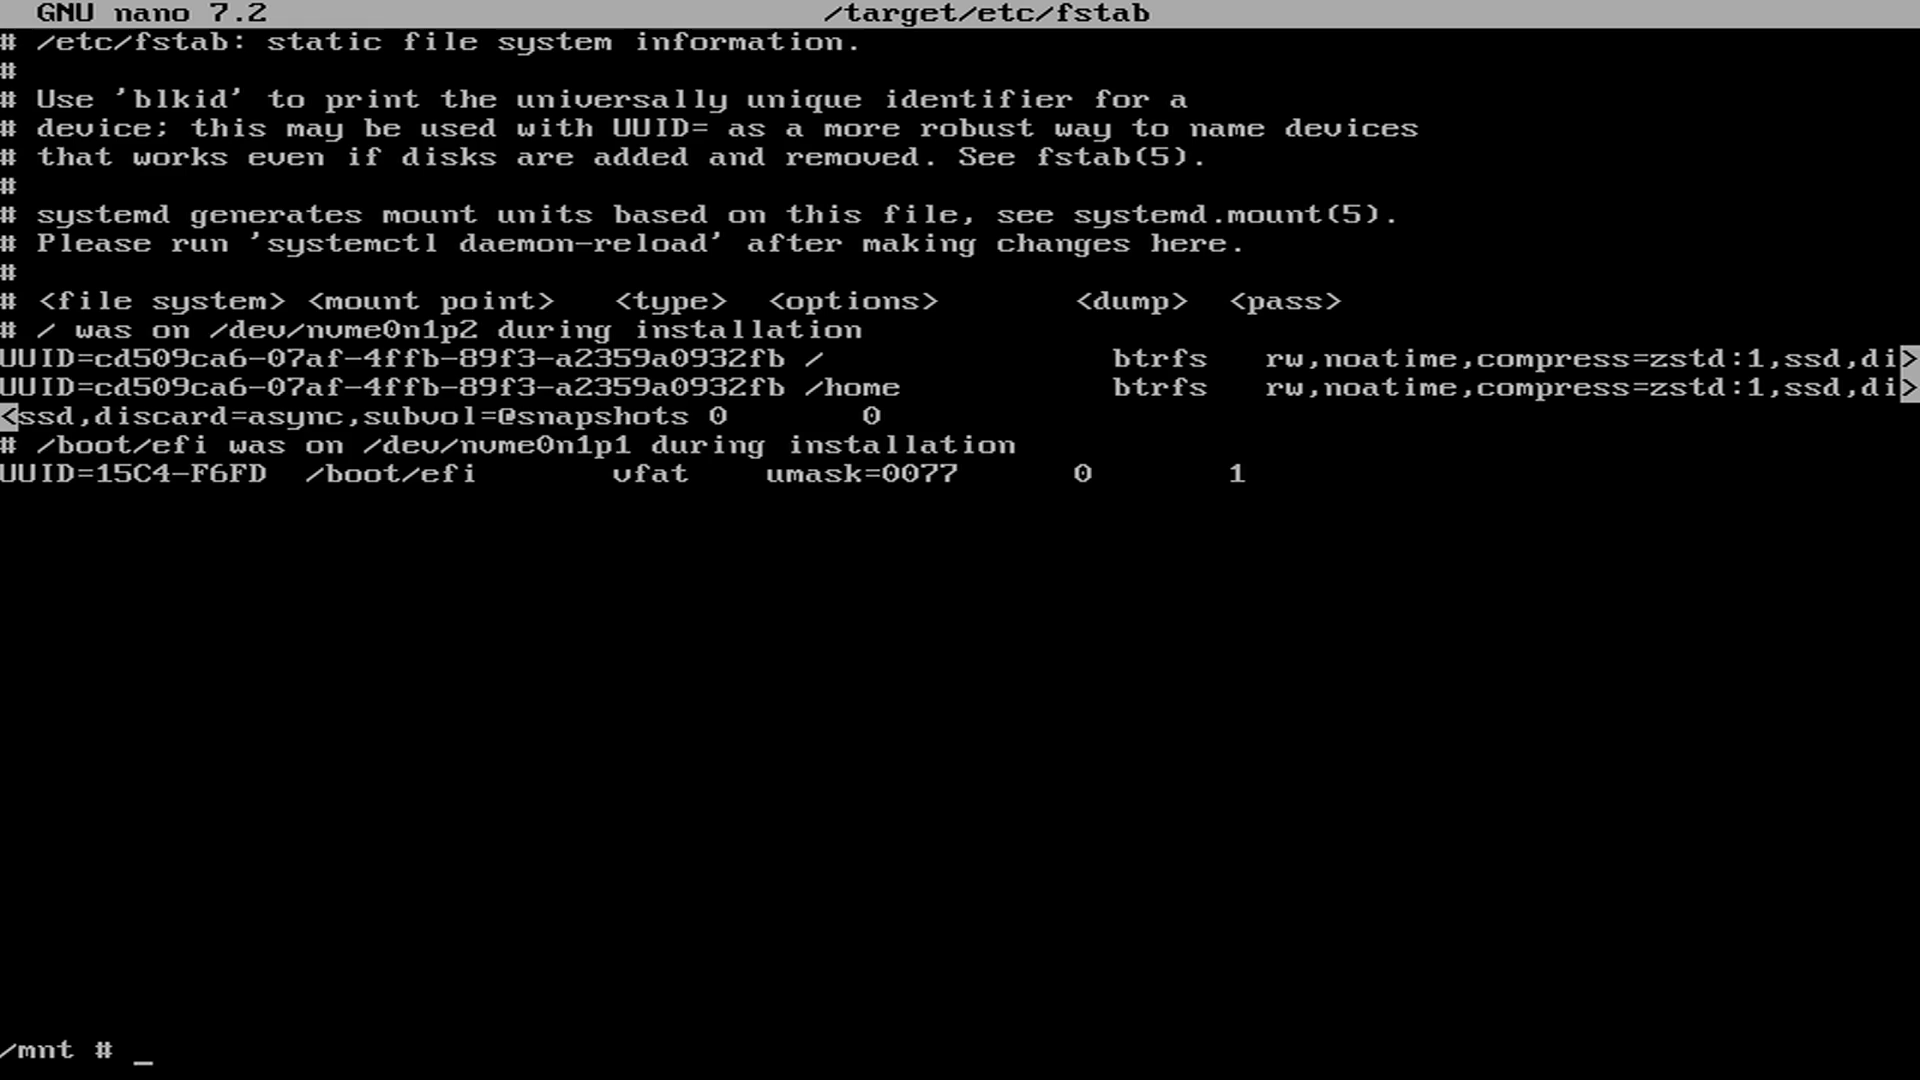 GNU nano 7.2 /target/etc/fstab
# /etc/fstab: static file system information.
#
# Use 'blkid' to print the universally unique identifier for a
# device; this may be used with UUID= as a more robust way to name devices
# that works even if disks are added and removed. See fstab(5).
#
# systemd generates mount units based on this file, see systemd.mount(5).
# Please run 'systemctl daemon-reload' after making changes here.
#
# <file system> <mount point>   <type>  <options>       <dump>  <pass>
# / was on /dev/nvme0n1p2 during installation
UUID=cd509ca6-07af-4ffb-89f3-a2359a0932fb /               btrfs   rw,noatime,compress=zstd:1,ssd,di>
UUID=cd509ca6-07af-4ffb-89f3-a2359a0932fb /home           btrfs   rw,noatime,compress=zstd:1,ssd,di>
<ssd,discard=async,subvol=@snapshots 0       0
# /boot/efi was on /dev/nvme0n1p1 during installation
UUID=15C4-F6FD  /boot/efi       vfat    umask=0077      0       1
/mnt # _